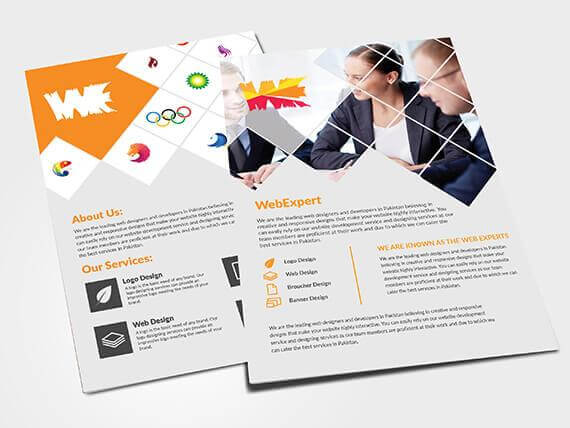 WE
About Us:
We are the leading web designers and developers in Pakistan believing in
creative and responsive designs that make your website highly interactive
can easily rely on our website development service and designing service
our team members are proficient at their work and due to which we can
the best services in Pakistan.
Our Services:
Logo Design
A logo is the basic need of any brand. Our
logo designing services can provide an
impressive logo meeting the needs of your
brand.
Web Design
A logo is the basic need of any brand. Our
logo designing services can provide an
impressive logo meeting the needs of your
brand.
WE
WebExpert
We are the leading web designers and developers in Pakistan believing in
creative and responsive designs that make your website highly interactive. You
can easily rely on our website development service and designing services as our
team members are proficient at their work and due to which we can cater the
best services in Pakistan.
Logo Design
Web Design
Broucher Design
Banner Design
WE ARE KNOWN AS THE WEB EXPERTS
We are the leading web designers and developers in Pakistan
believing in creative and responsive designs that make your
website highly interactive. You can easily rely on our website
development service and designing services as our team
members are proficient at their work and due to which we can
cater the best services in Pakistan.
We are the leading web designers and developers in Pakistan believing in creative and responsive
designs that make your website highly interactive. You can easily rely on our website development
service and designing services as our team members are proficient at their work and due to which we
can cater the best services in Pakistan.